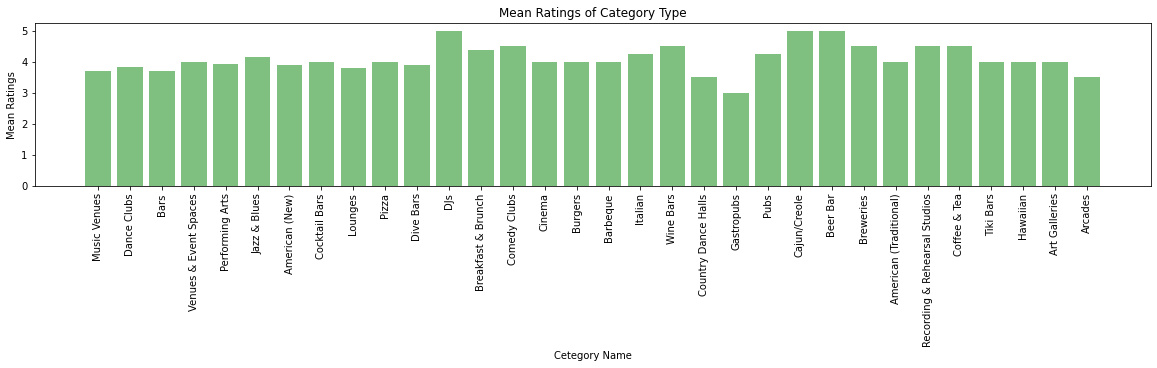 Mean Ratings of Category Type
Mean Ratings
5
4
3
2
1
0
Music Venues
Dance Clubs
Bars
Venues & Event Spaces
Performing Arts
Jazz & Blues
American (New)
Cocktail Bars
Lounges
Pizza
Dive Bars
DJs
Breakfast & Brunch
Comedy Clubs
Cinema
Burgers
Barbeque
Italian
Wine Bars
Country Dance Halls
Gastropubs
Pubs
Cajun/Creole
Beer Bar
Breweries
American (Traditional)
Recording & Rehearsal Studios
Coffee & Tea
Tiki Bars
Hawaiian
Art Galleries
Arcades
Cetegory Name